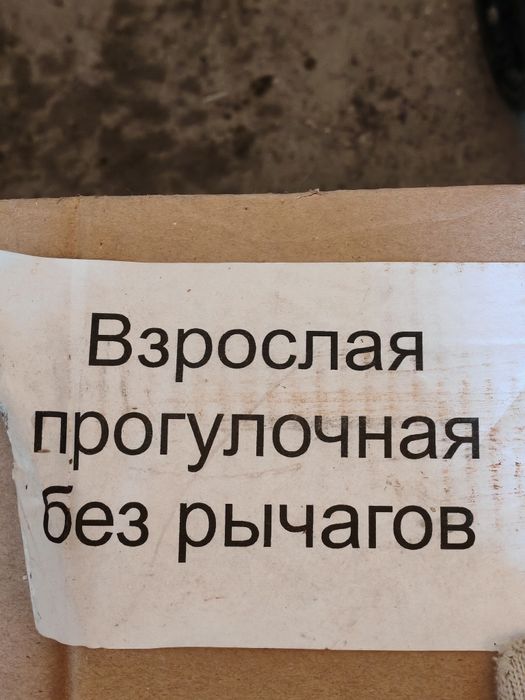 Взрослая
прогулочная
без рычагов